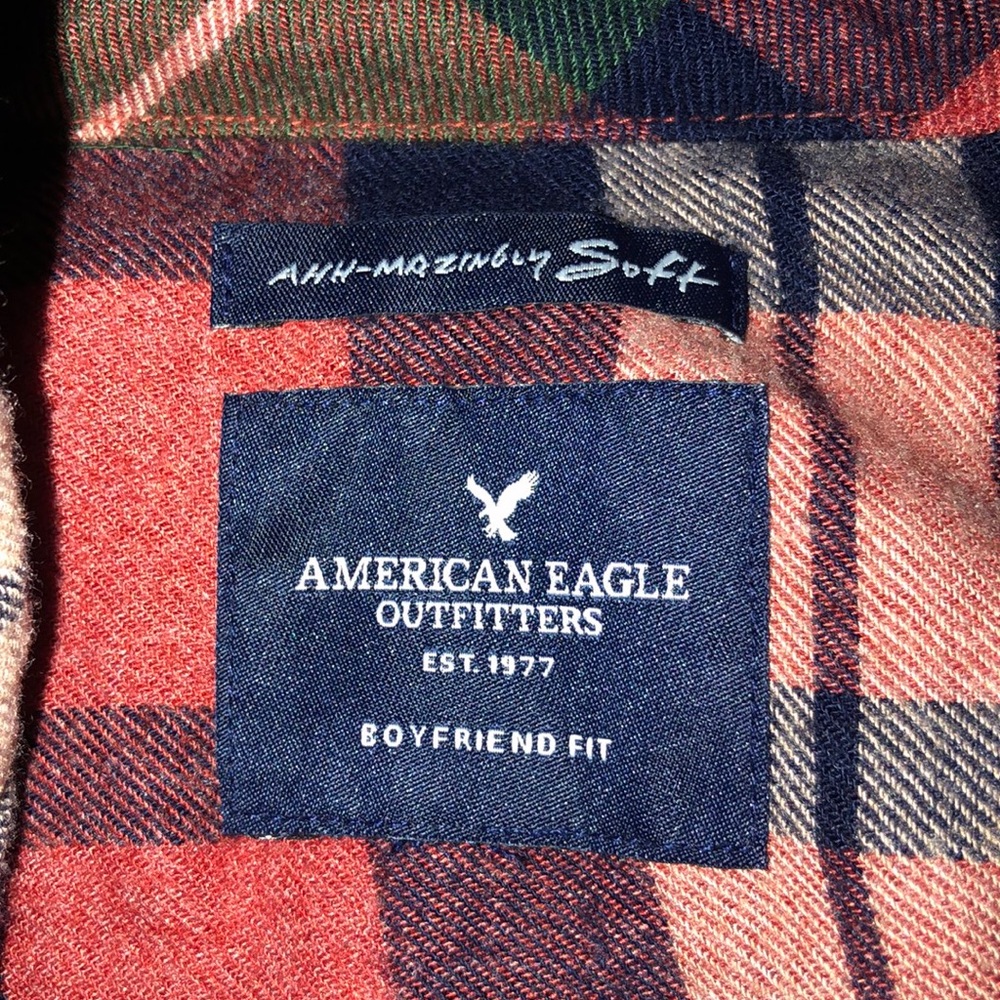 AHH-MAZINGLY Soft
AMERICAN EAGLE
OUTFITTERS
EST. 1977
BOYFRIEND FIT